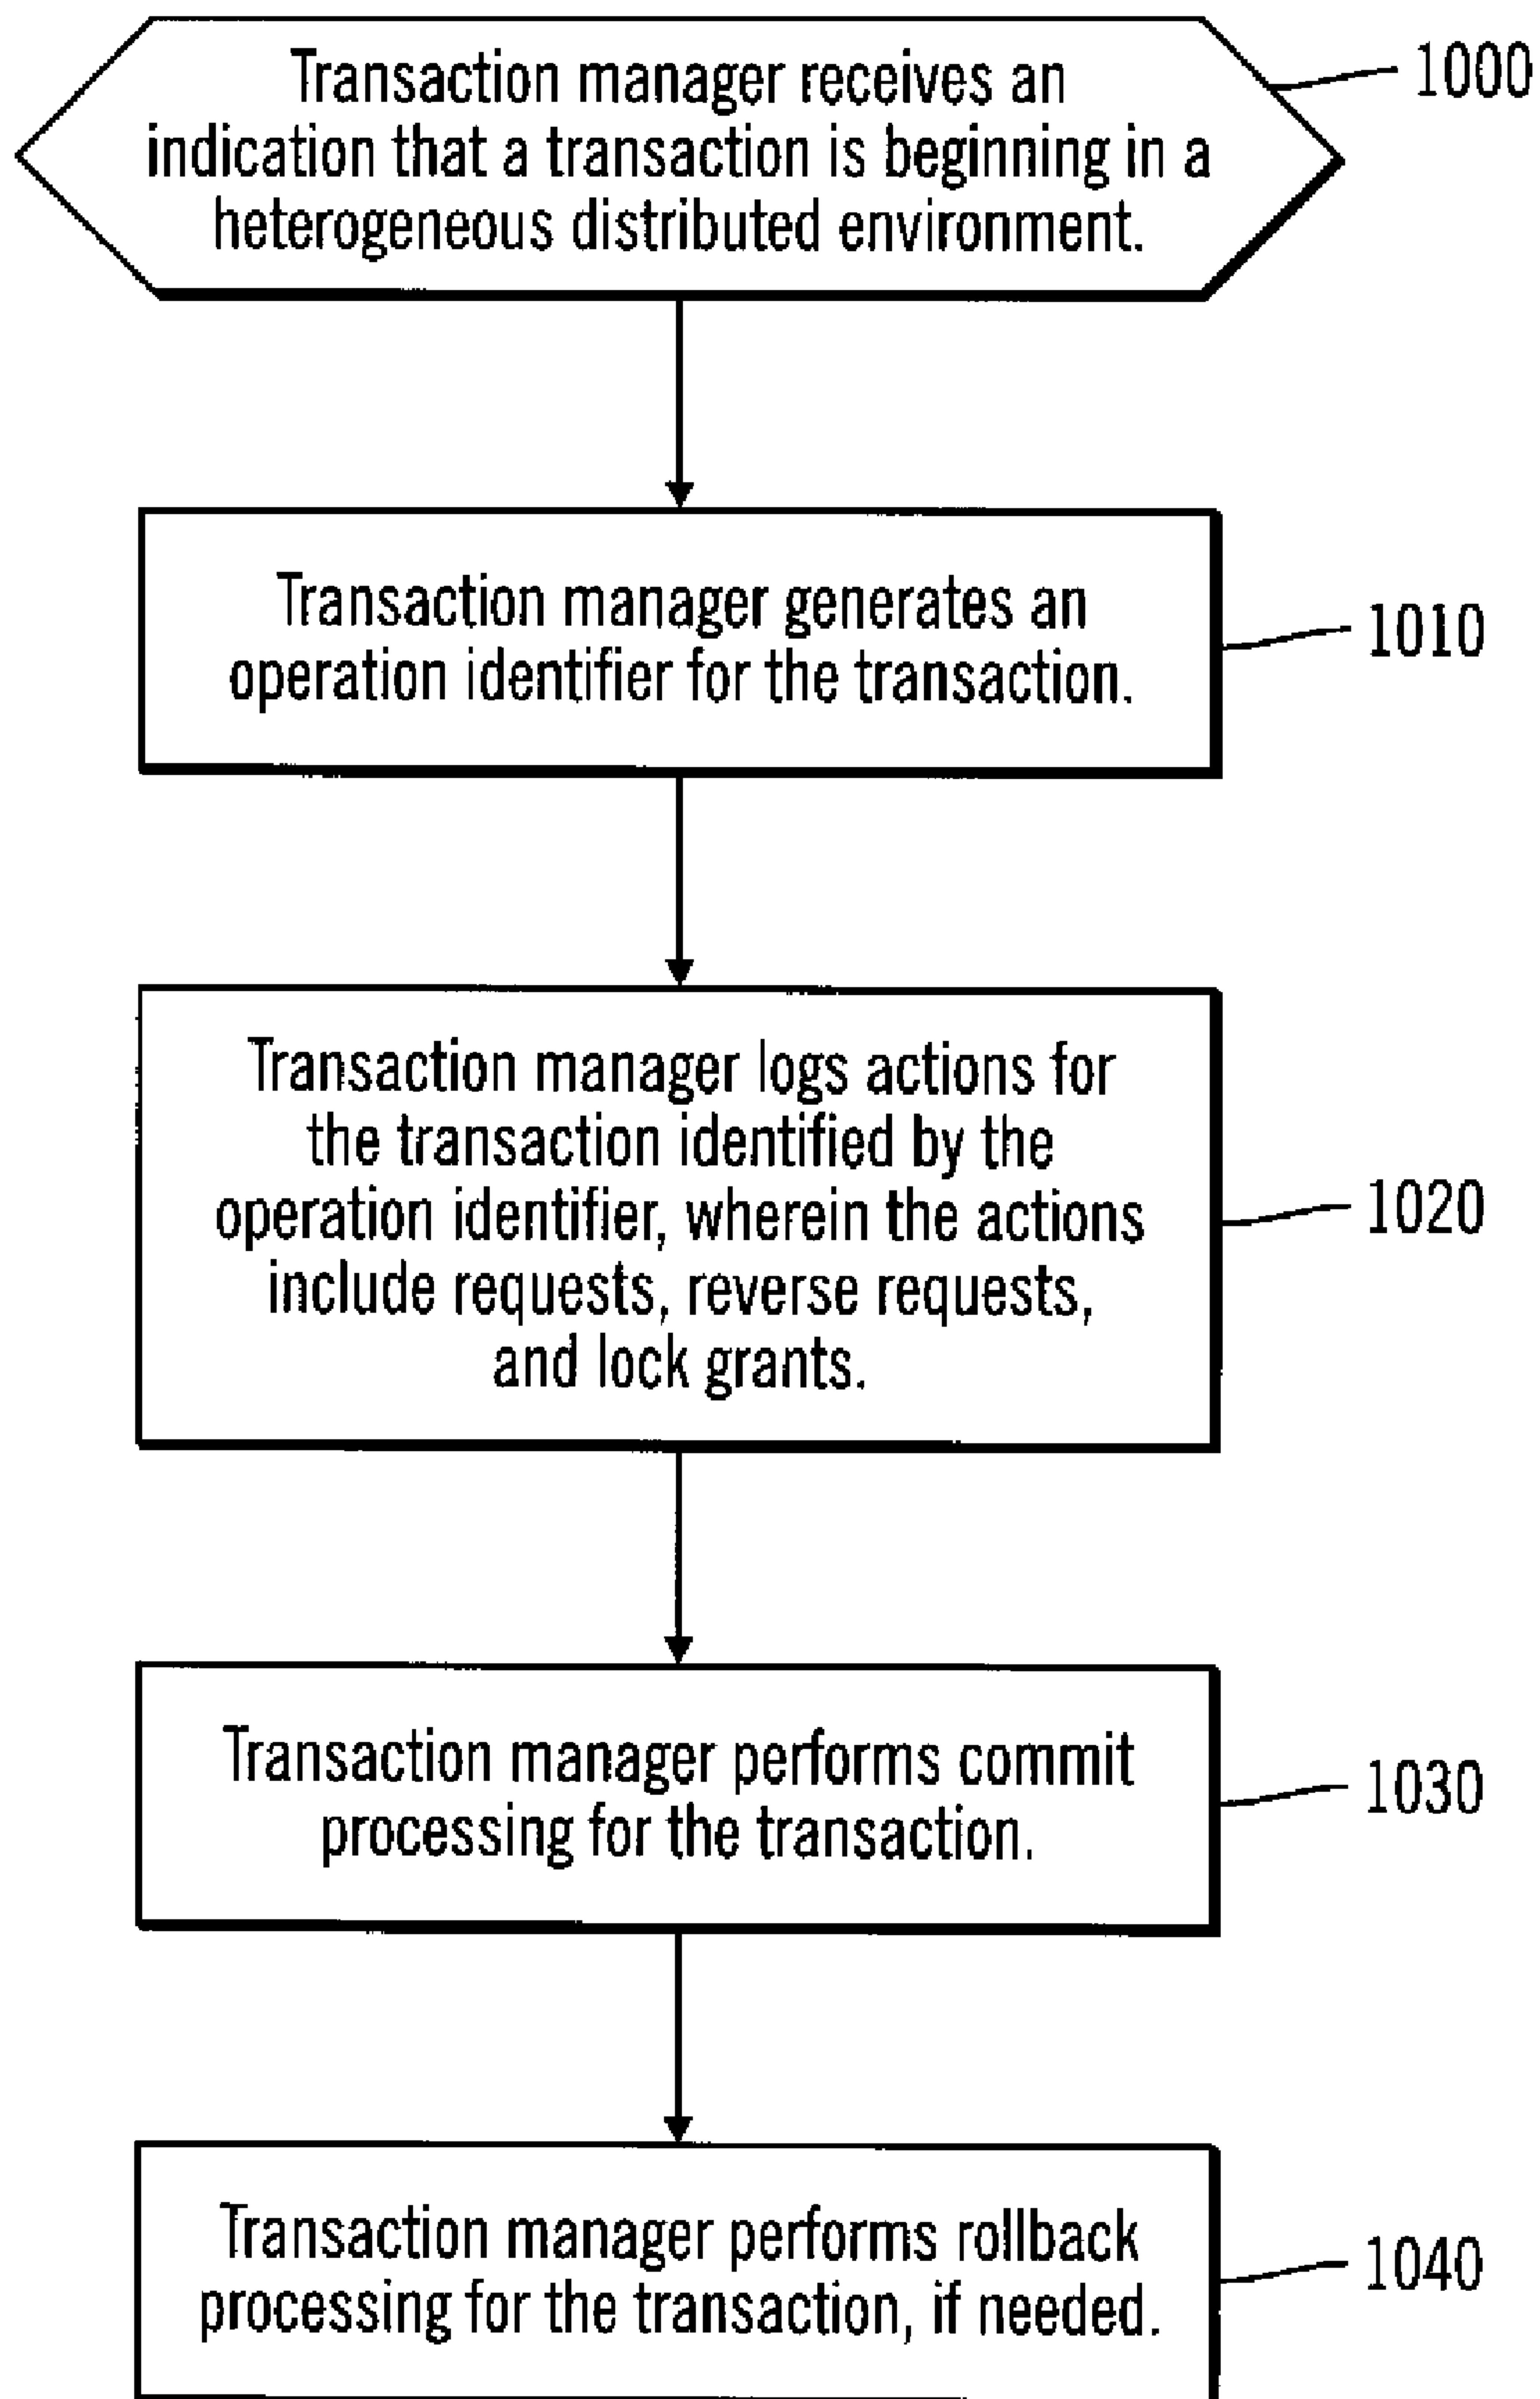 Transaction manager receives an
1000
indication that a transaction is beginning in a
heterogeneous distributed environment.
Transaction manager generates an
operation identifier for the transaction.
1010
Transaction manager logs actions for
the transaction identified by the
operation identifier, wherein the actions
include requests, reverse requests,
and lock grants.
1020
Transaction manager performs commit
processing for the transaction.
1030
Transaction manager performs rollback
processing for the transaction, if needed.
1040